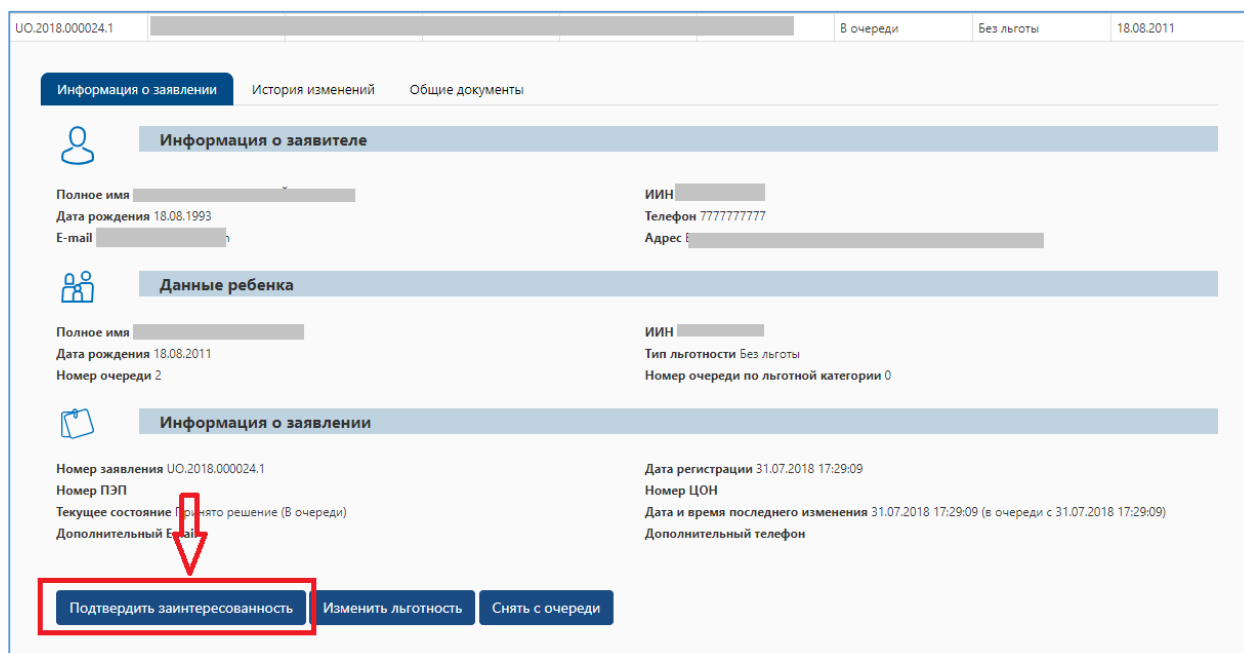 UO.2018.000024.1 В очереди Без льготы 18.08.2011
Информация о заявлении История изменений Общие документы
Информация о заявителе
Полное имя ИИН
Дата рождения 18.08.1993 Телефон 7777777777
E-mail Адрес
Данные ребенка
Полное имя ИИН
Дата рождения 18.08.2011 Тип льготности Без льготы
Номер очереди 2 Номер очереди по льготной категории 0
Информация о заявлении
Номер заявления UO.2018.000024.1 Дата регистрации 31.07.2018 17:29:09
Номер ПЭП Номер ЦОН
Текущее состояние Принято решение (В очереди) Дата и время последнего изменения 31.07.2018 17:29:09 (в очереди с 31.07.2018 17:29:09)
Дополнительный Email Дополнительный телефон
Подтвердить заинтересованность Изменить льготность Снять с очереди